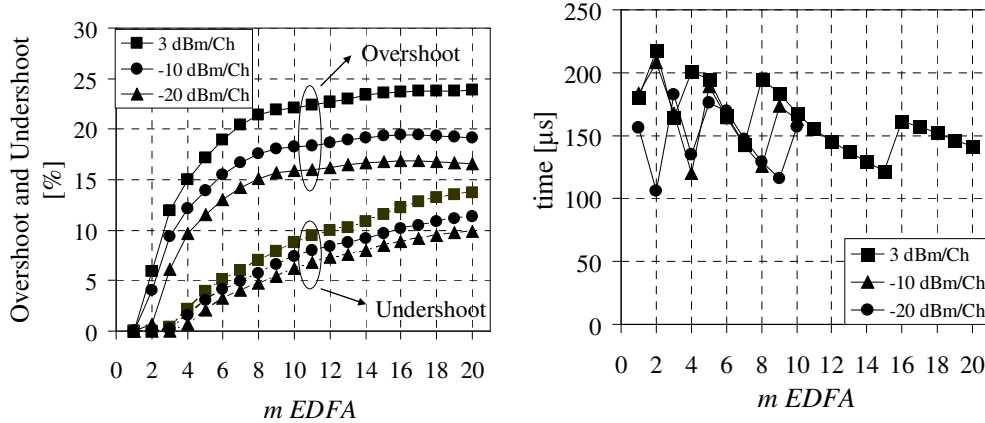 Overshoot and Undershoot
[%]
30
25
20
15
10
5
0
3 dBm/Ch
-10 dBm/Ch
-20 dBm/Ch
Overshoot
Undershoot
0 2 4 6 8 10 12 14 16 18 20
m EDFA
time [µs]
250
200
150
100
50
0
3 dBm/Ch
-10 dBm/Ch
-20 dBm/Ch
0 2 4 6 8 10 12 14 16 18 20
m EDFA